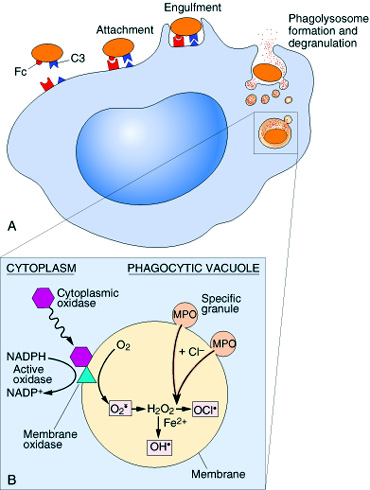 Engulfment
Attachment
Phagolysosome
formation and
degranulation
C3
Fc
A
CYTOPLASM
PHAGOCYTIC VACUOLE
Cytoplasmic
oxidase
Specific
granule
MPO
MPO
O2
+ Cl–
NADPH
Active
oxidase
NADP+
H2O2
OCl•
Fe2+
OH•
Membrane
oxidase
Membrane
B